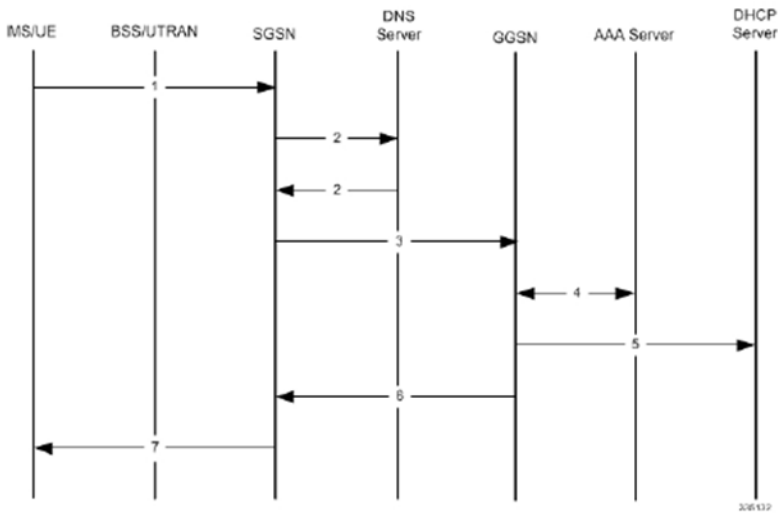 MS/UE
BSS/UTRAN
SGSN
DNS
Server
GGSN
AAA Server
DHCP
Server
1
2
2
3
4
5
6
7